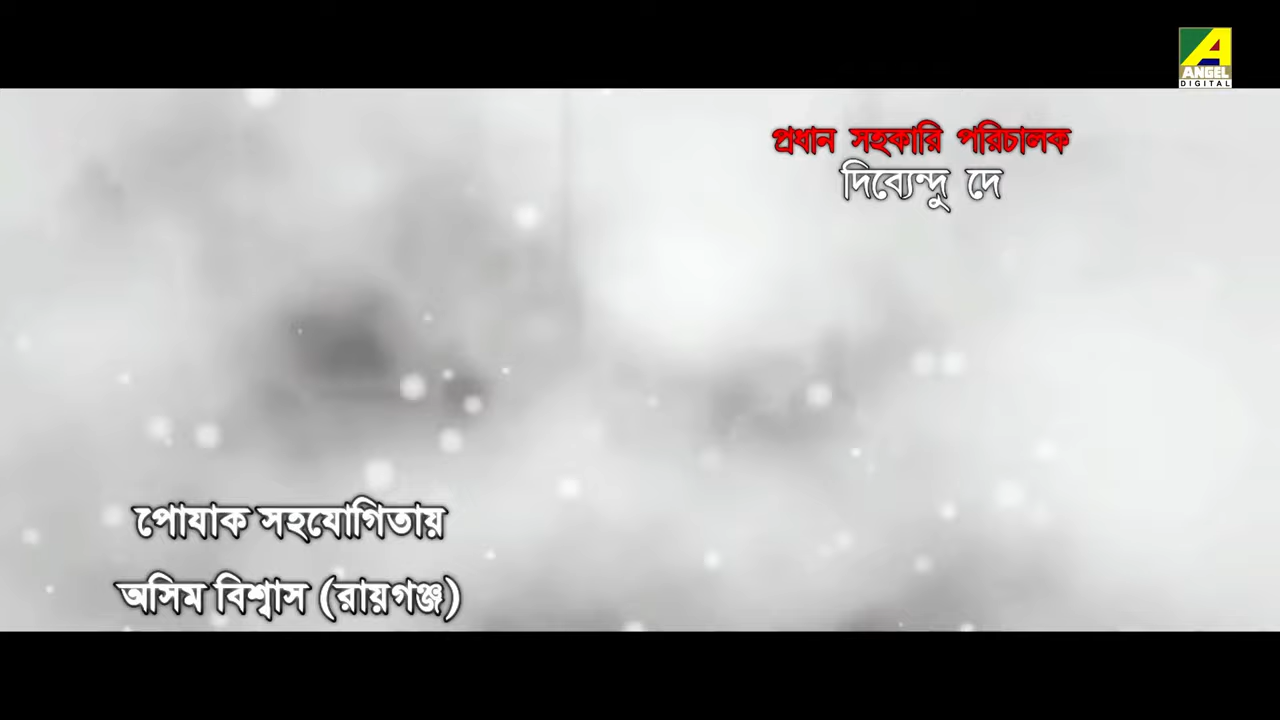 ANGEL
DIGITAL
প্রধান সহকারি পরিচালক
দিব্যেন্দু দে
পোষাক সহযোগিতায়
অসিম বিশ্বাস (রায়গঞ্জ)